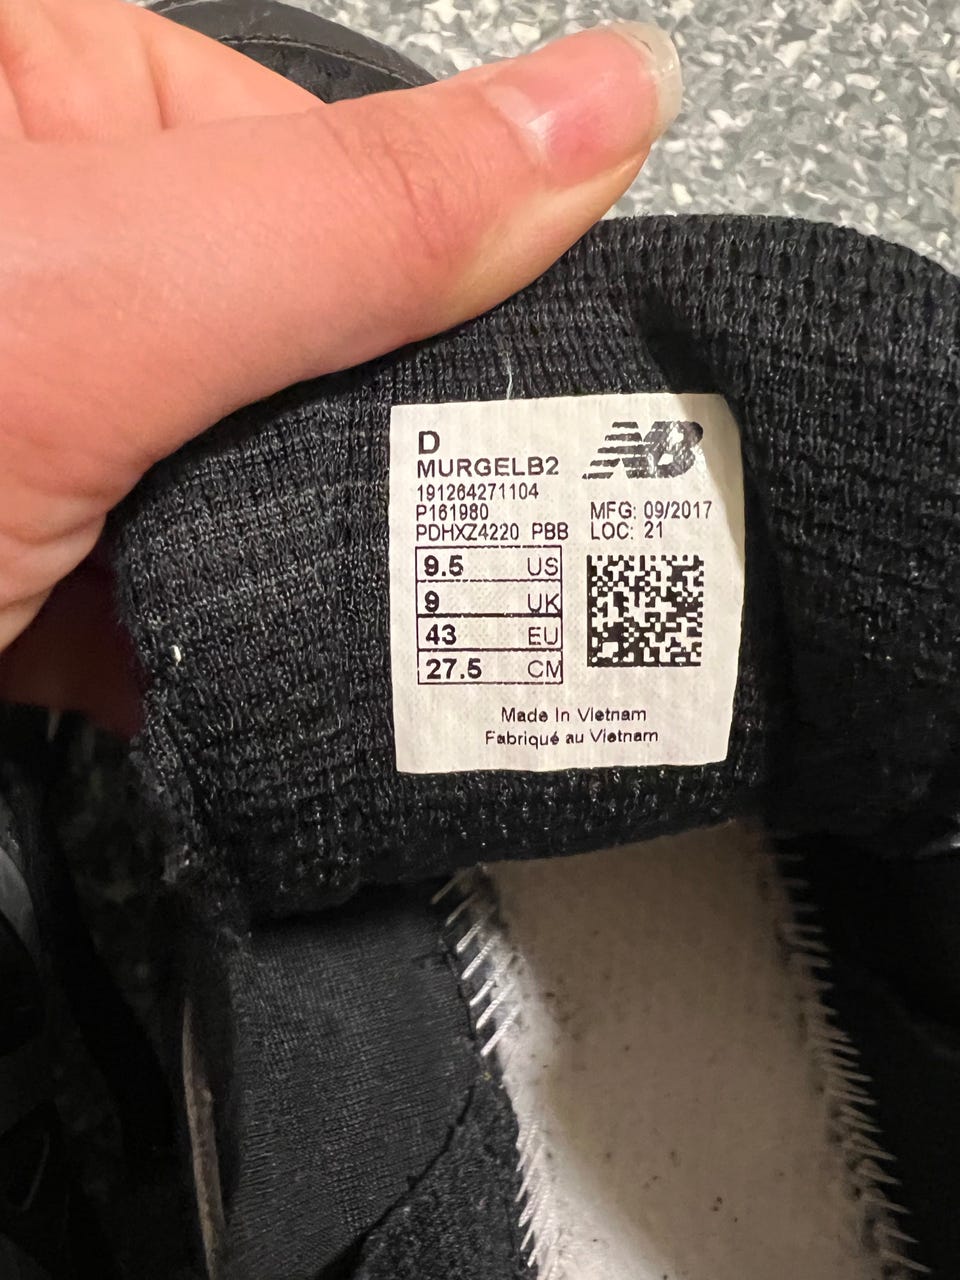 D
MURGELB2
191264271104
P161980
PDHXZ4220 PBB
NB
MFG: 09/2017
LOC: 21
9.5 US
9 UK
43 EU
27.5 CM
Made In Vietnam
Fabriqué au Vietnam